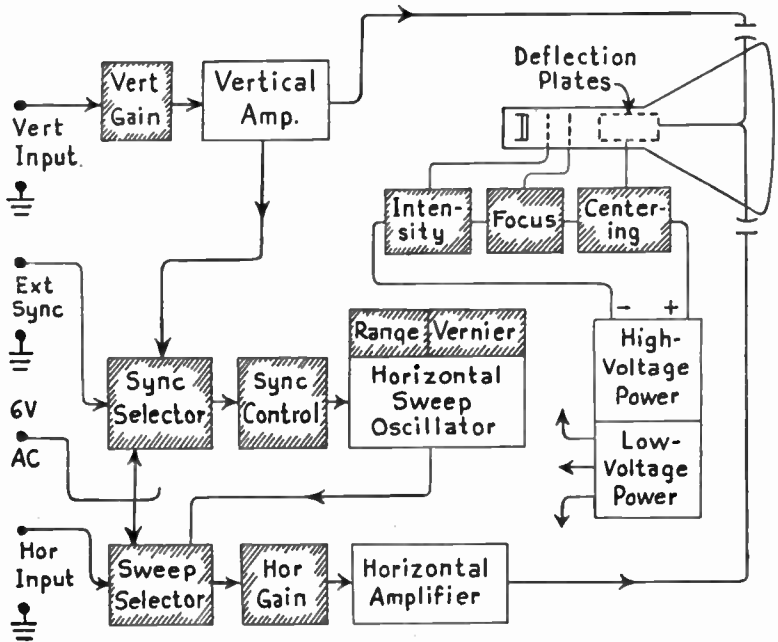 Vert
Gain
Vertical
Amp.
Deflection
Plates
Vert
Input.
Inten-
sity
Focus
Center-
ing
Ext
Sync
- +
Range Vernier
High-
Voltage
Power
Sync
Selector
Sync
Control
Horizontal
Sweep
Oscillator
6V
AC
Low-
Voltage
Power
Hor
Input
Sweep
Selector
Hor
Gain
Horizontal
Amplifier